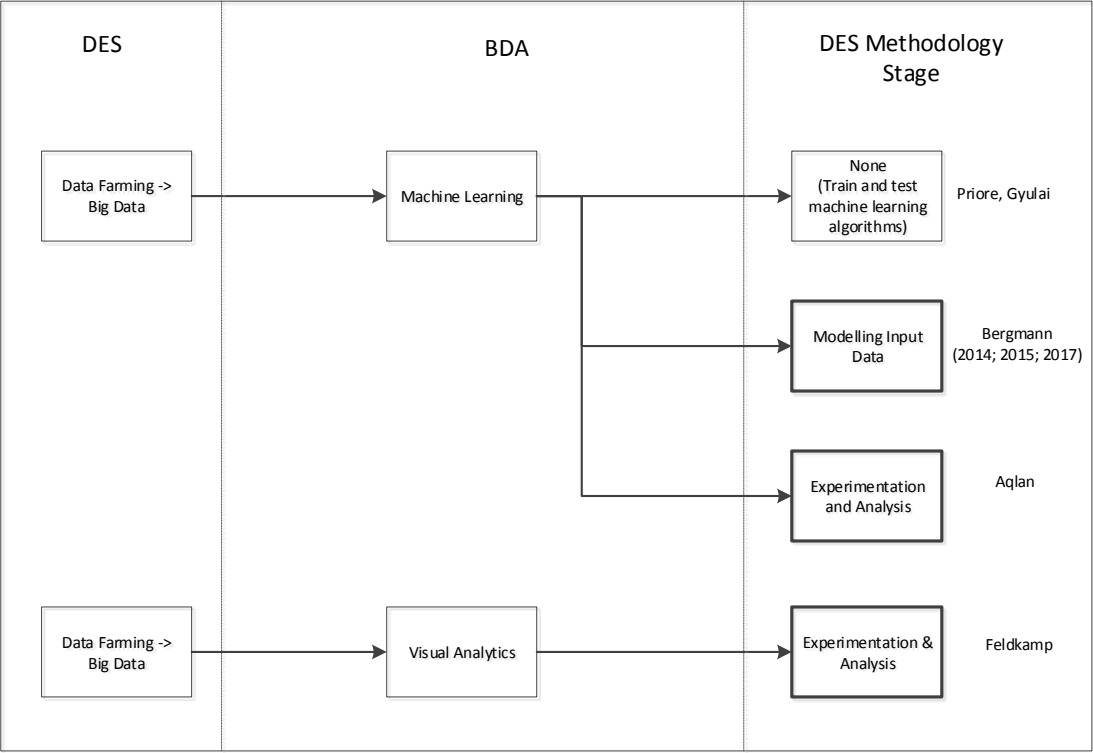 DES
BDA
DES Methodology
Stage
Data Farming ->
Big Data
Machine Learning
None
(Train and test
machine learning
algorithms)
Priore, Gyulai
Modelling Input
Data
Bergmann
(2014; 2015; 2017)
Experimentation
and Analysis
Aqlan
Data Farming ->
Big Data
Visual Analytics
Experimentation &
Analysis
Feldkamp